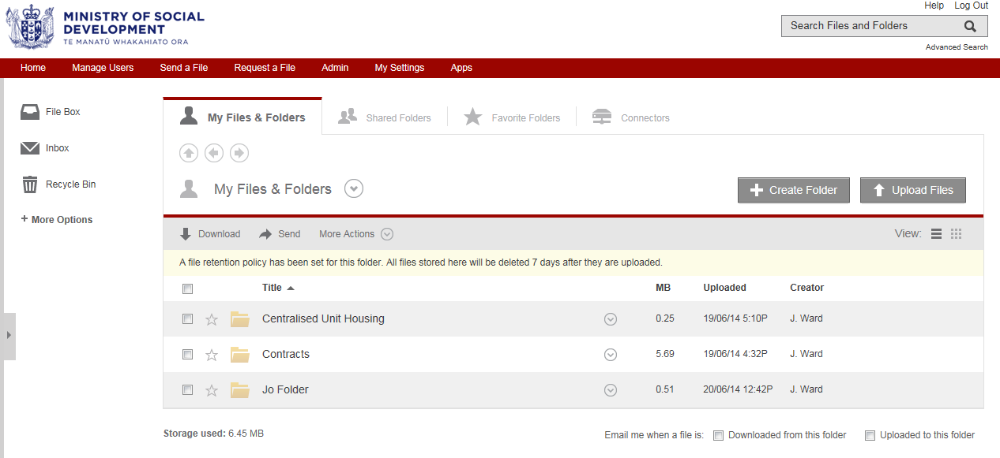 MINISTRY OF SOCIAL
DEVELOPMENT
TE MANATŪ WHAKAHIATO ORA
Help Log Out
Search Files and Folders
Advanced Search
Home Manage Users Send a File Request a File Admin My Settings Apps
File Box
Inbox
Recycle Bin
+ More Options
My Files & Folders Shared Folders Favorite Folders Connectors
My Files & Folders
Create Folder Upload Files
Download Send More Actions View:
A file retention policy has been set for this folder. All files stored here will be deleted 7 days after they are uploaded.
Title MB Uploaded Creator
Centralised Unit Housing 0.25 19/06/14 5:10P J. Ward
Contracts 5.69 19/06/14 4:32P J. Ward
Jo Folder 0.51 20/06/14 12:42P J. Ward
Storage used: 6.45 MB
Email me when a file is: Downloaded from this folder Uploaded to this folder